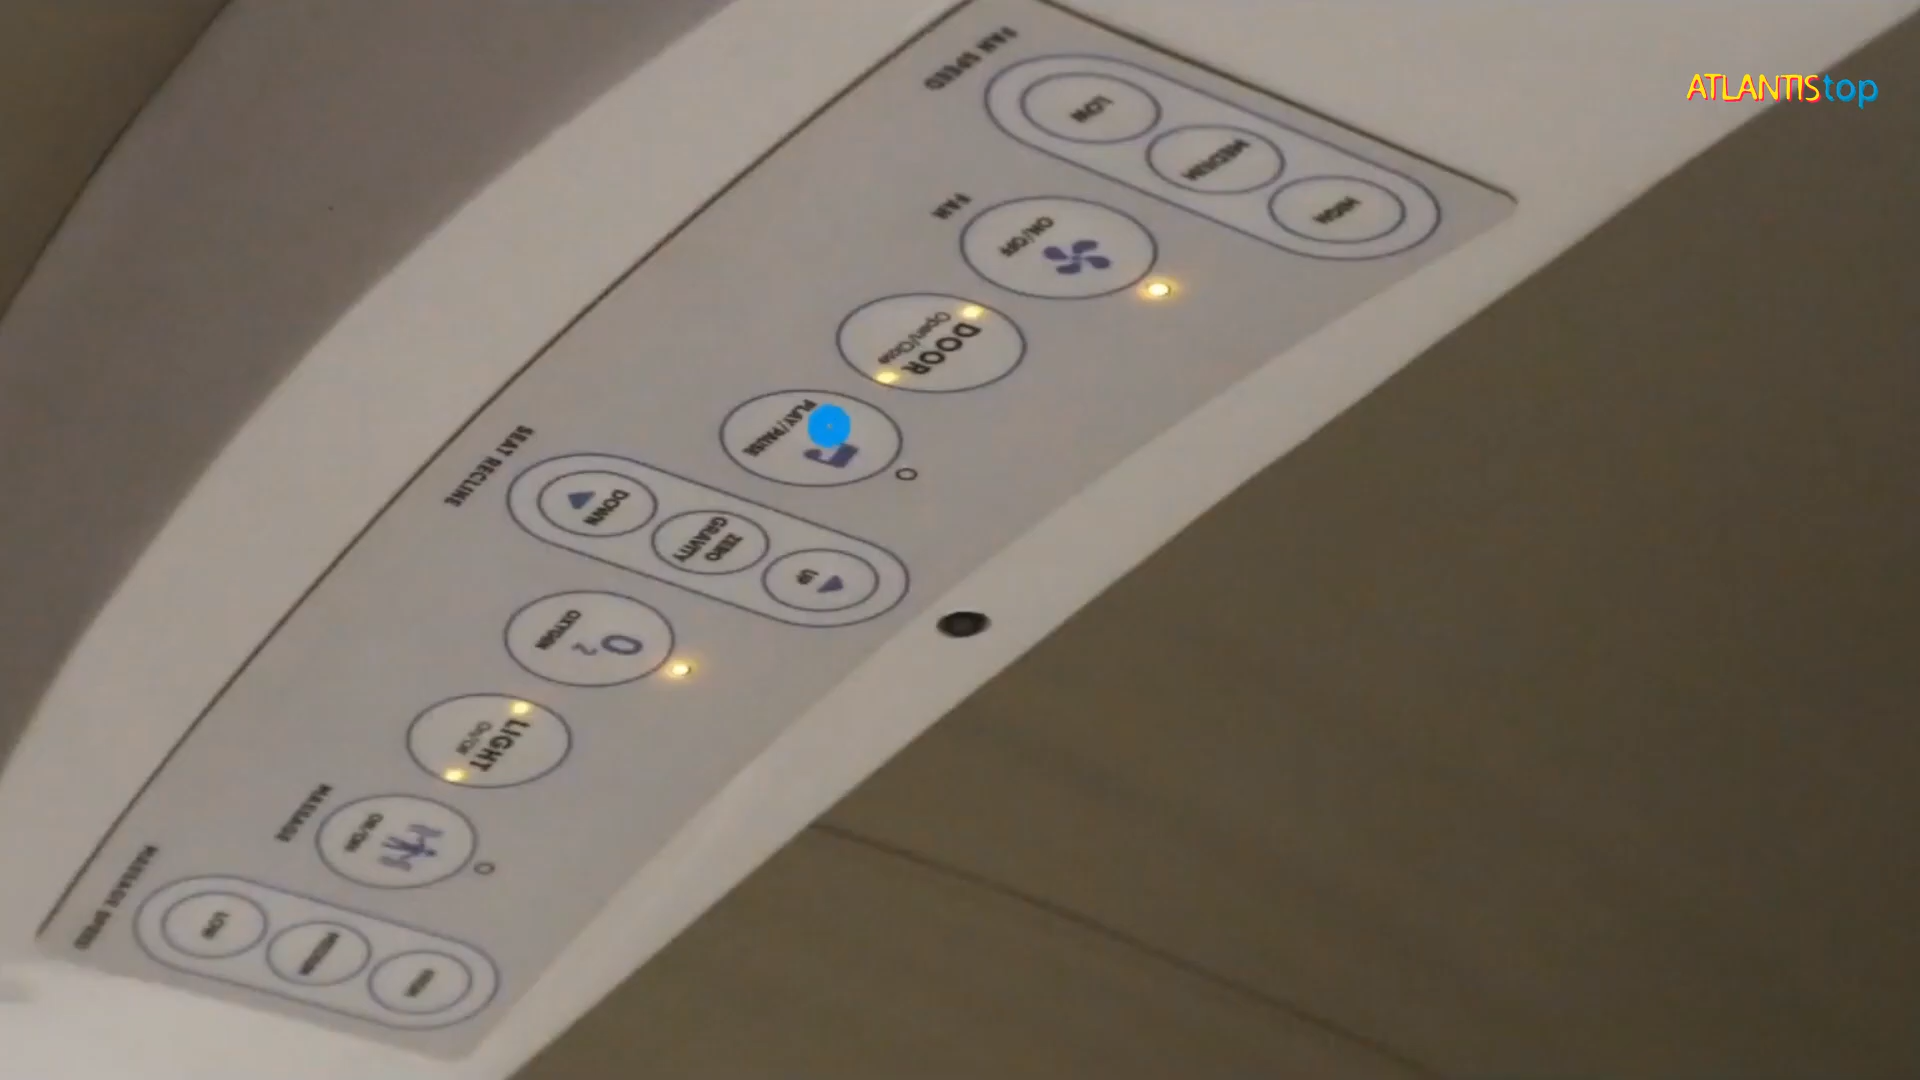 ATLANTIStop
FAN SPEED
LOW
MEDIUM
HIGH
FAN
ON/OFF
DOOR
Open/Close
PLAY/PAUSE
SEAT RECLINE
DOWN
ZERO
GRAVITY
UP
O2
OXYGEN
LIGHT
On/Off
MASSAGE
ON/OFF
MASSAGE SPEED
LOW
MEDIUM
HIGH